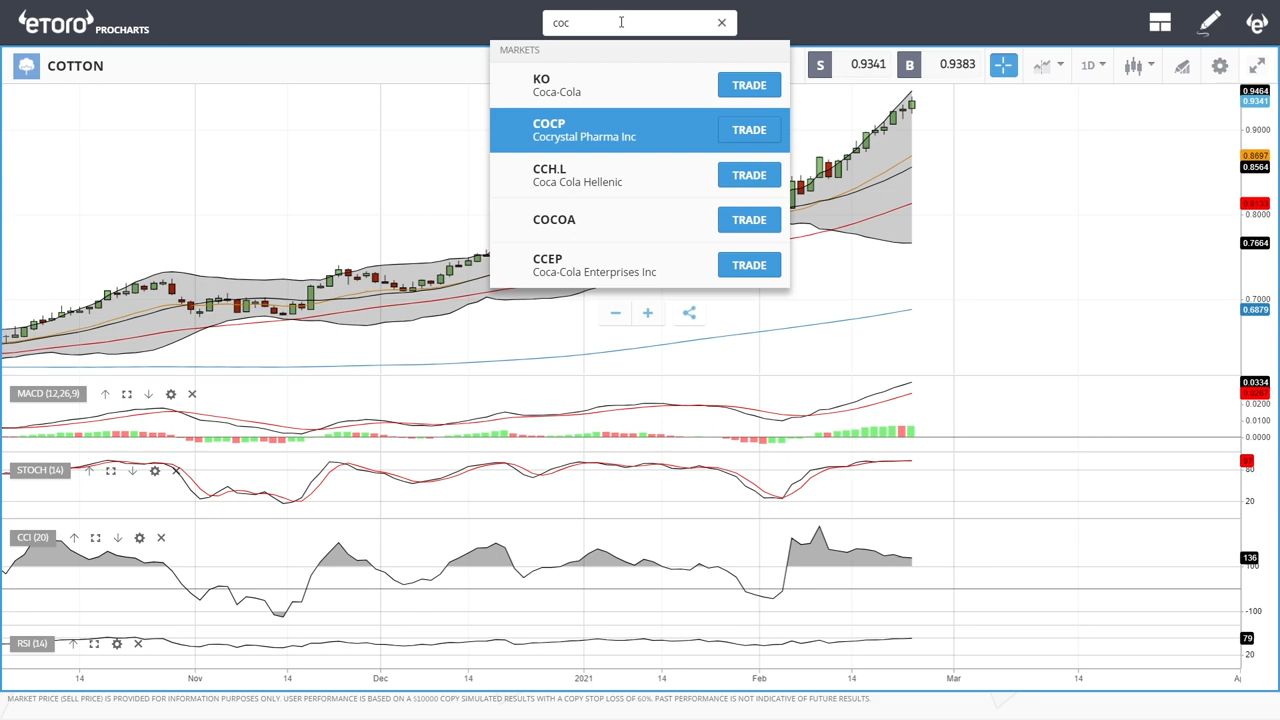 etoro PROCHARTS
coc
MARKETS
KO
Coca-Cola
TRADE
COCP
Cocrystal Pharma Inc
TRADE
CCH.L
Coca Cola Hellenic
TRADE
COCOA
TRADE
CCEP
Coca-Cola Enterprises Inc
TRADE
COTTON
S 0.9341 B 0.9383
1D
0.9464
0.9341
0.9000
0.8697
0.8564
0.8000
0.7664
0.7000
0.6879
MACD (12,26,9)
0.0334
0.0200
0.0100
0.0000
STOCH (14)
80
20
CCI (20)
136
100
-100
RSI (14)
79
20
14 Nov 14 Dec 14 2021 14 Feb 14 Mar 14
MARKET PRICE (SELL PRICE) IS PROVIDED FOR INFORMATION PURPOSES ONLY. USER PERFORMANCE IS BASED ON A $10000 COPY SIMULATED RESULTS WITH A COPY STOP LOSS OF 60%. PAST PERFORMANCE IS NOT INDICATIVE OF FUTURE RESULTS.